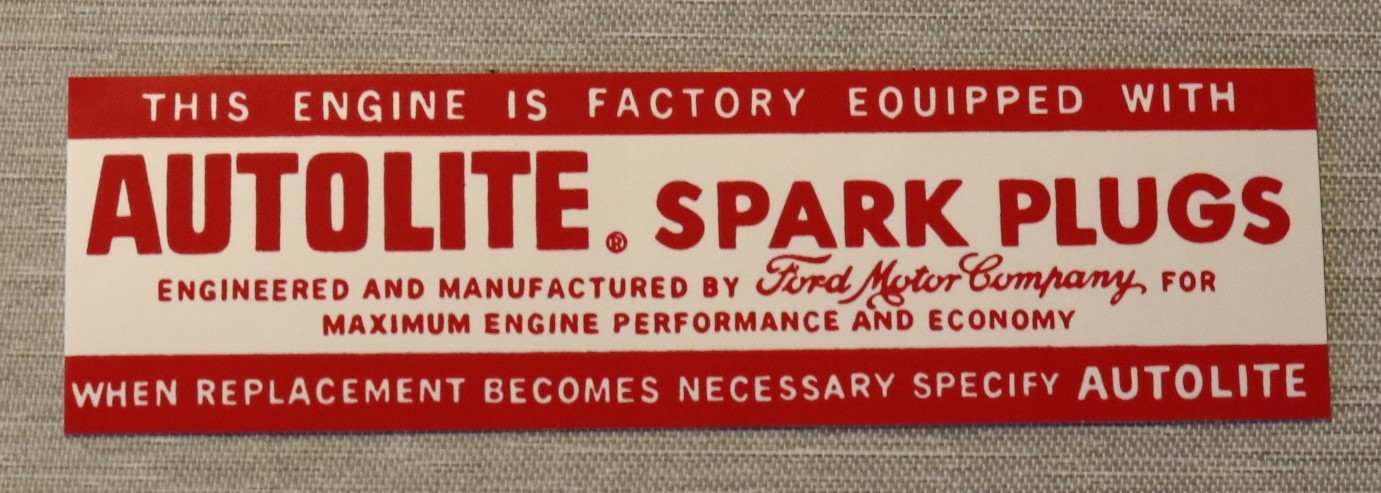 THIS ENGINE IS FACTORY EQUIPPED WITH
AUTOLITE® SPARK PLUGS
ENGINEERED AND MANUFACTURED BY Ford Motor Company FOR
MAXIMUM ENGINE PERFORMANCE AND ECONOMY
WHEN REPLACEMENT BECOMES NECESSARY SPECIFY AUTOLITE